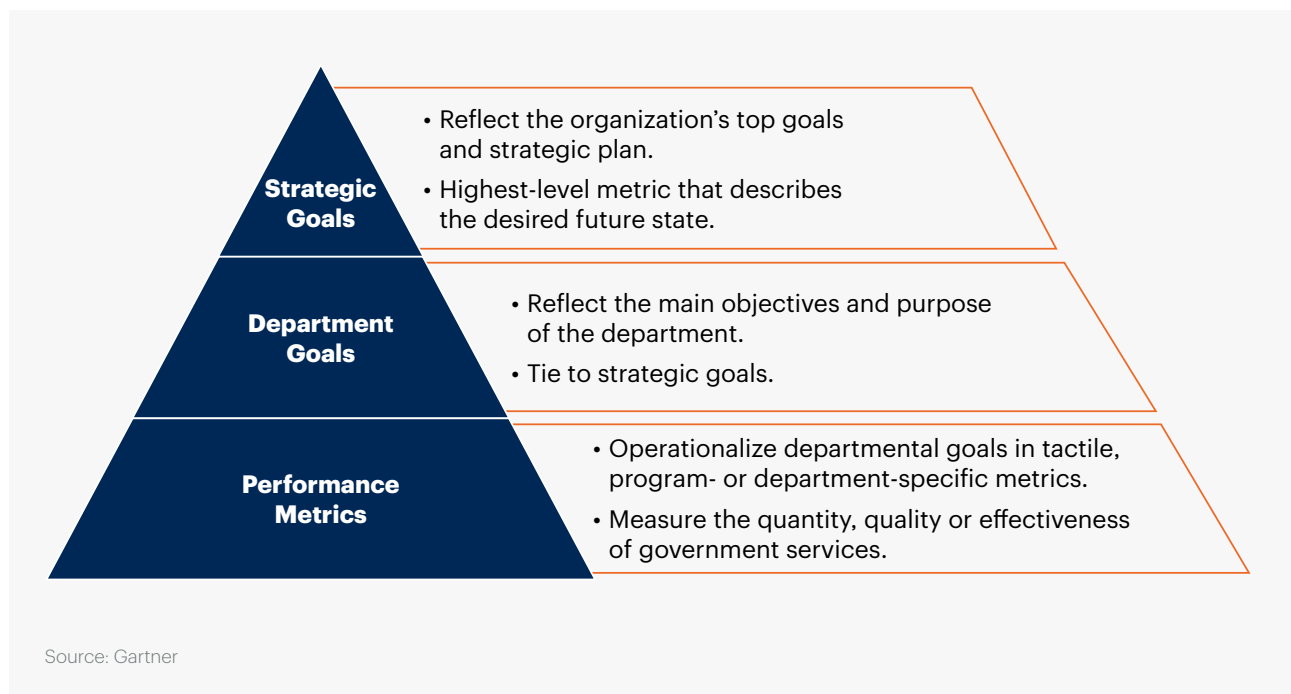 Strategic
Goals
• Reflect the organization’s top goals
and strategic plan.
• Highest-level metric that describes
the desired future state.
Department
Goals
• Reflect the main objectives and purpose
of the department.
• Tie to strategic goals.
Performance
Metrics
• Operationalize departmental goals in tactile,
program- or department-specific metrics.
• Measure the quantity, quality or effectiveness
of government services.
Source: Gartner